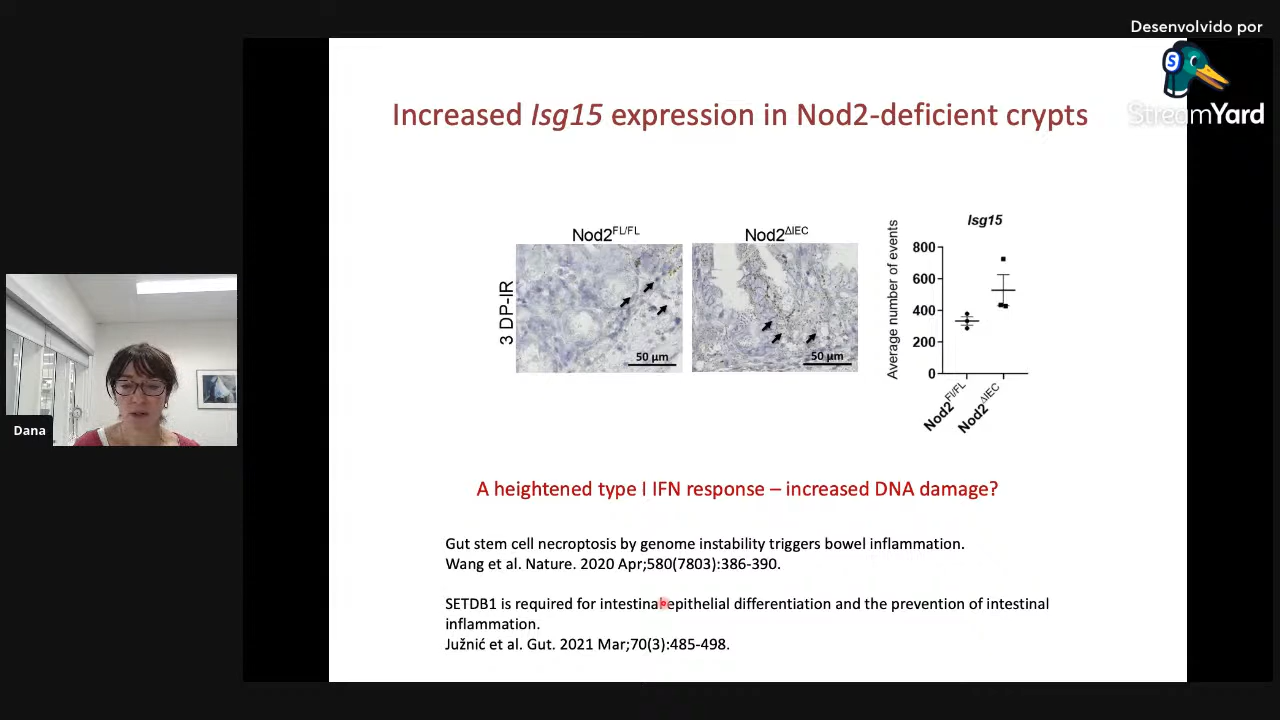 Desenvolvido por
S
StreamYard
Increased Isg15 expression in Nod2-deficient crypts
Nod2FL/FL
Nod2ΔIEC
3 DP-IR
50 µm
50 µm
Isg15
Average number of events
800
600
400
200
0
Nod2Fl/FL
Nod2ΔIEC
Dana
A heightened type I IFN response – increased DNA damage?
Gut stem cell necroptosis by genome instability triggers bowel inflammation.
Wang et al. Nature. 2020 Apr;580(7803):386-390.
SETDB1 is required for intestinal epithelial differentiation and the prevention of intestinal
inflammation.
Južnić et al. Gut. 2021 Mar;70(3):485-498.